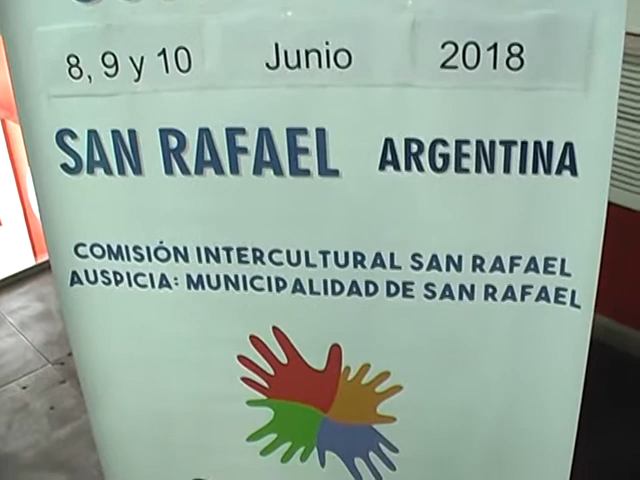 8, 9 y 10 Junio 2018
SAN RAFAEL ARGENTINA
COMISIÓN INTERCULTURAL SAN RAFAEL
AUSPICIA: MUNICIPALIDAD DE SAN RAFAEL